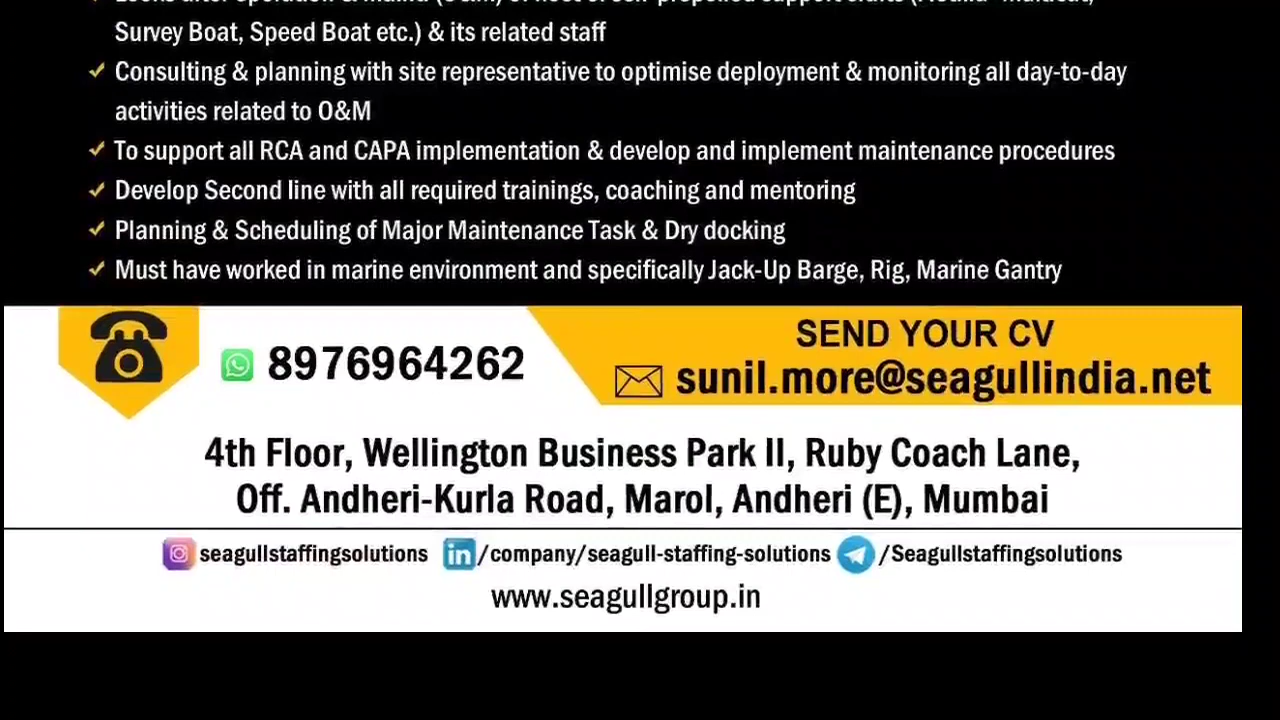 Survey Boat, Speed Boat etc.) & its related staff
Consulting & planning with site representative to optimise deployment & monitoring all day-to-day
activities related to O&M
To support all RCA and CAPA implementation & develop and implement maintenance procedures
Develop Second line with all required trainings, coaching and mentoring
Planning & Scheduling of Major Maintenance Task & Dry docking
Must have worked in marine environment and specifically Jack-Up Barge, Rig, Marine Gantry
8976964262
SEND YOUR CV
sunil.more@seagullindia.net
4th Floor, Wellington Business Park II, Ruby Coach Lane,
Off. Andheri-Kurla Road, Marol, Andheri (E), Mumbai
seagullstaffingsolutions /company/seagull-staffing-solutions /Seagullstaffingsolutions
www.seagullgroup.in